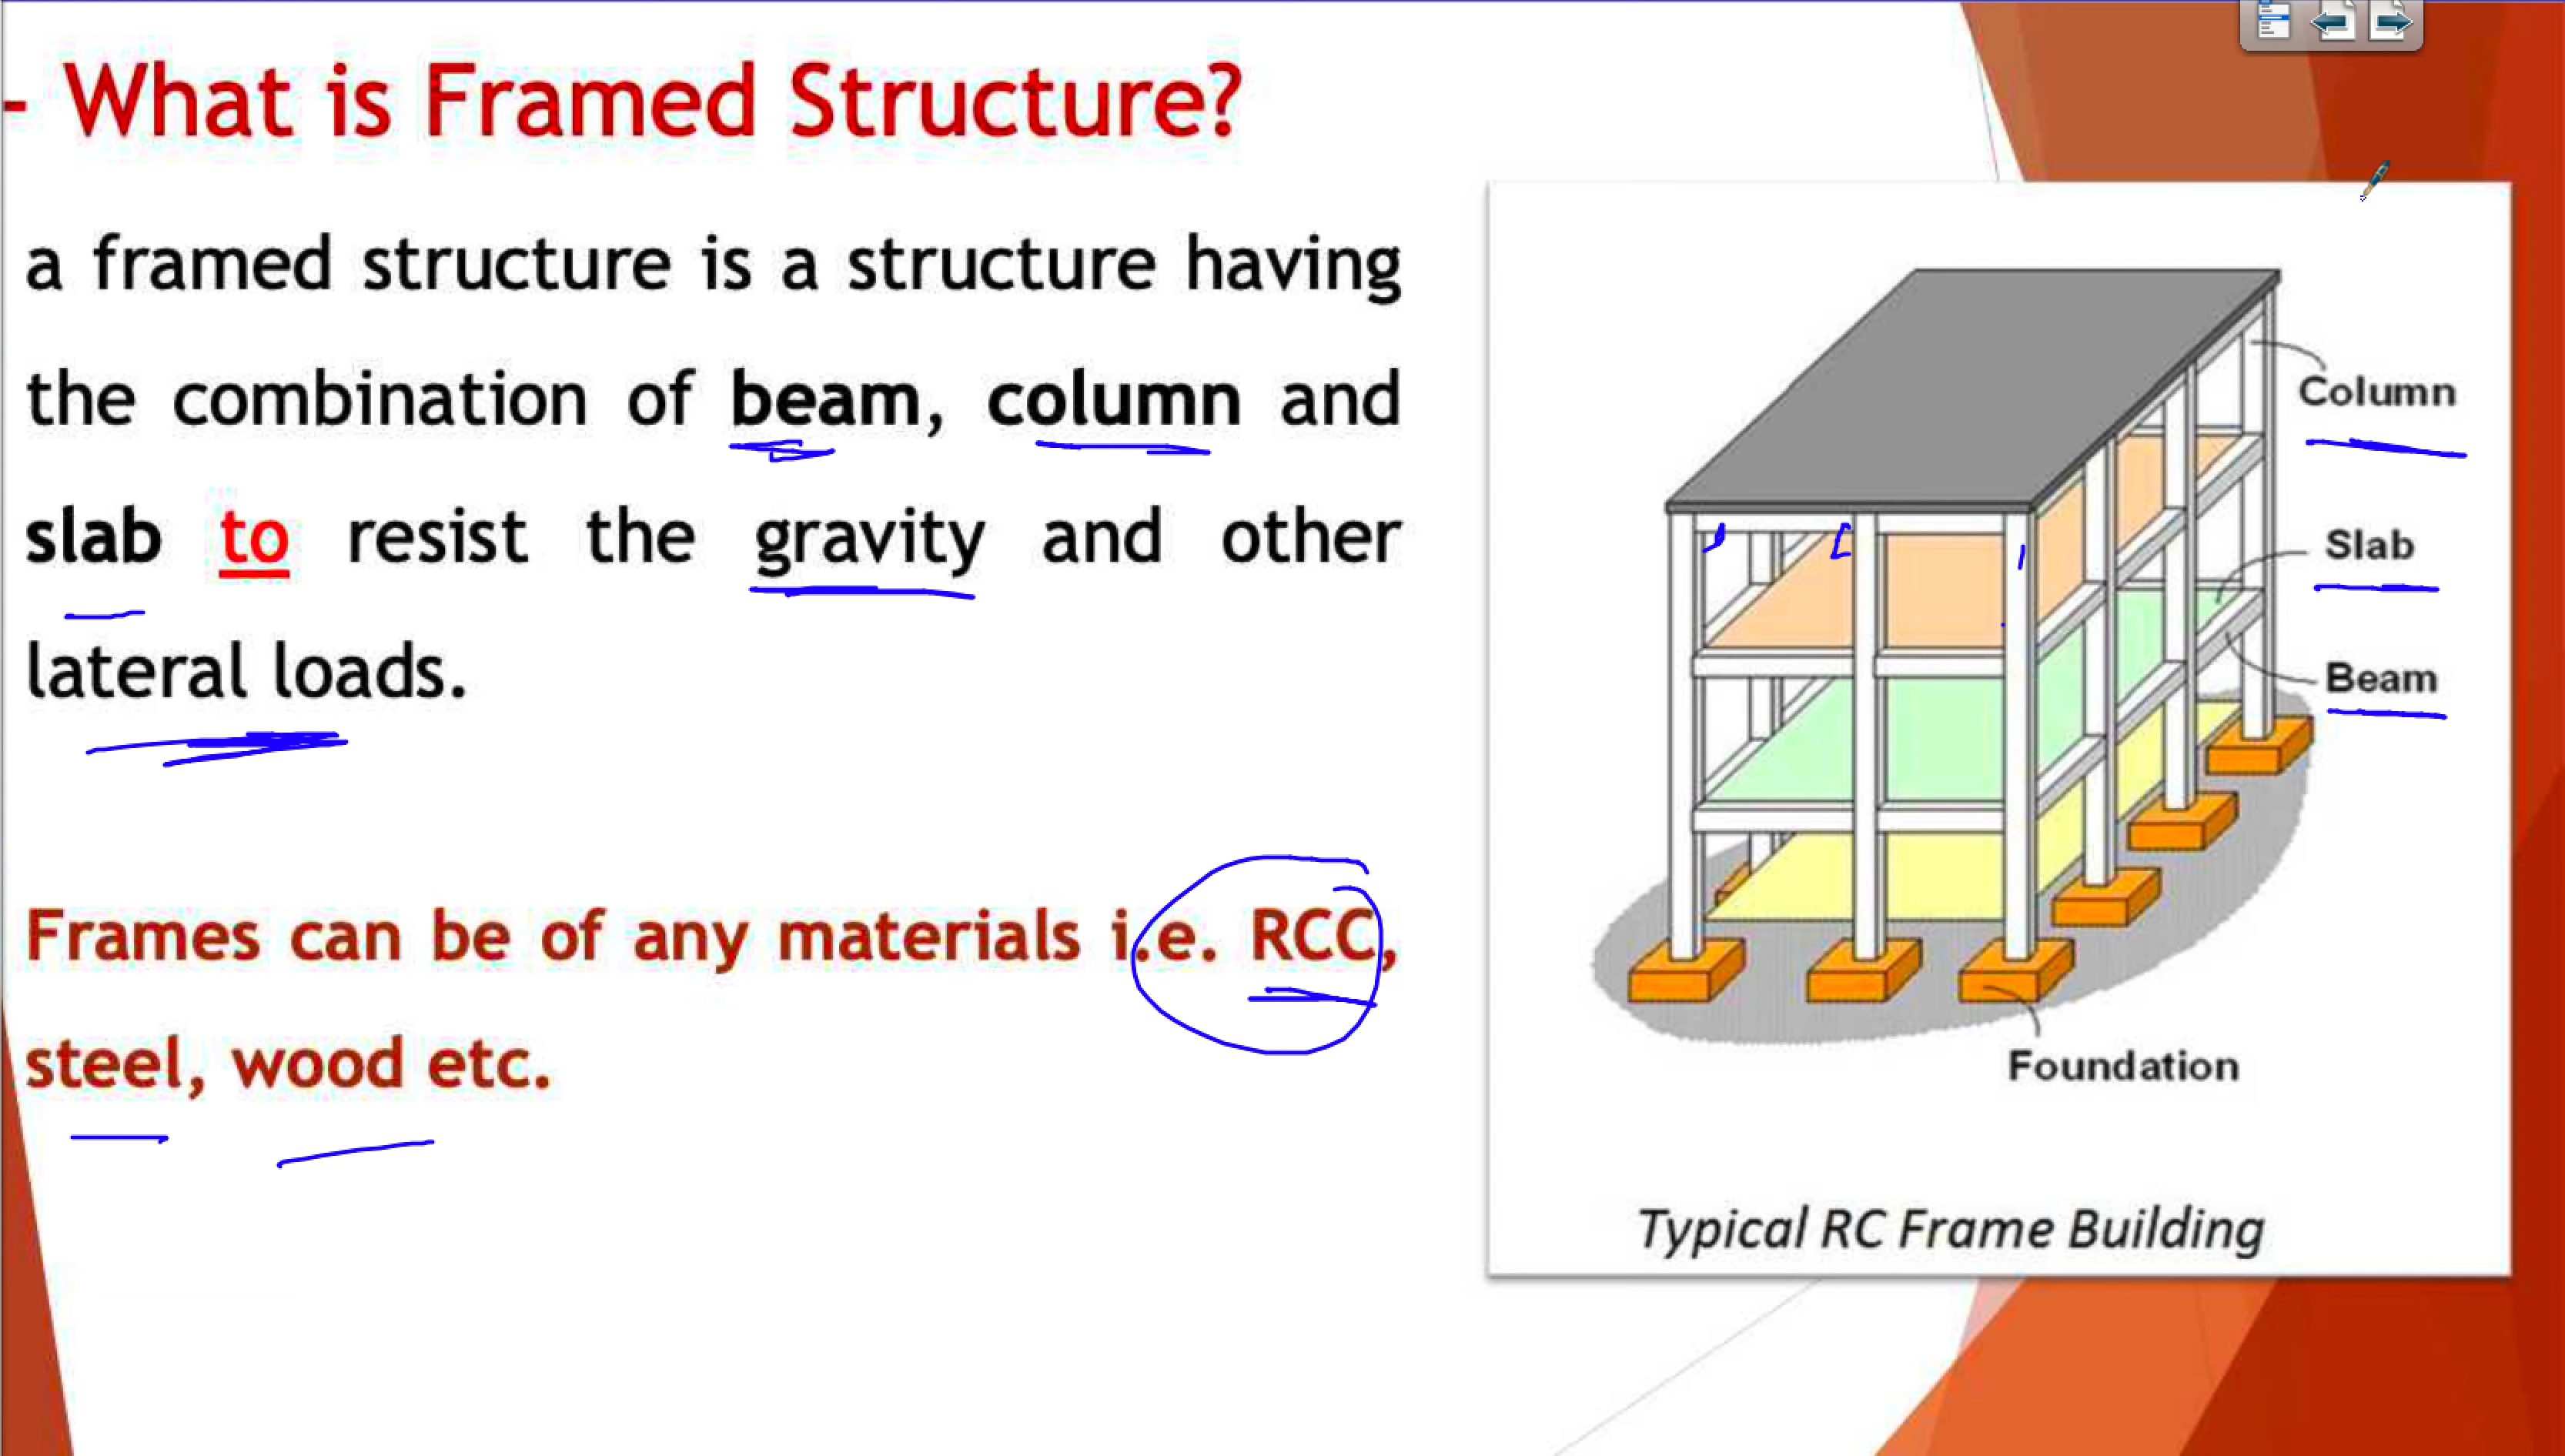 - What is Framed Structure?
a framed structure is a structure having
the combination of beam, column and
slab to resist the gravity and other
lateral loads.
Frames can be of any materials i.e. RCC,
steel, wood etc.
Column
Slab
Beam
Foundation
Typical RC Frame Building